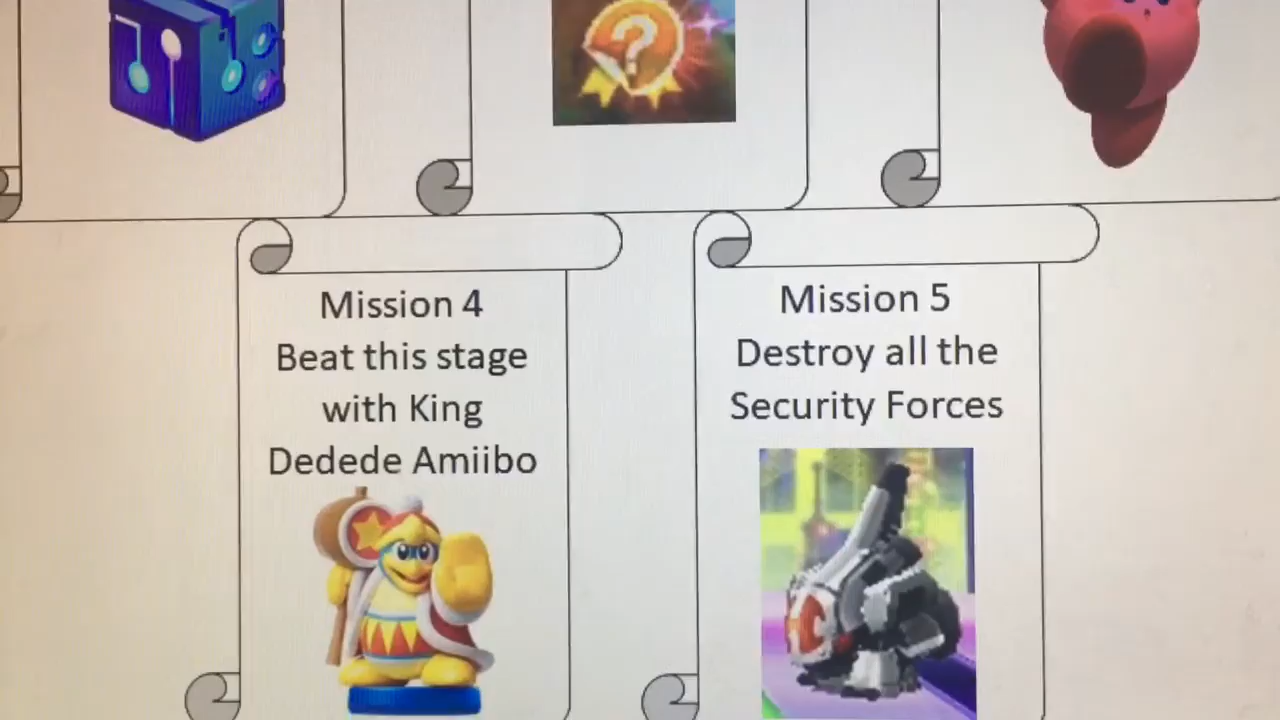 Mission 4
Beat this stage
with King
Dedede Amiibo
Mission 5
Destroy all the
Security Forces